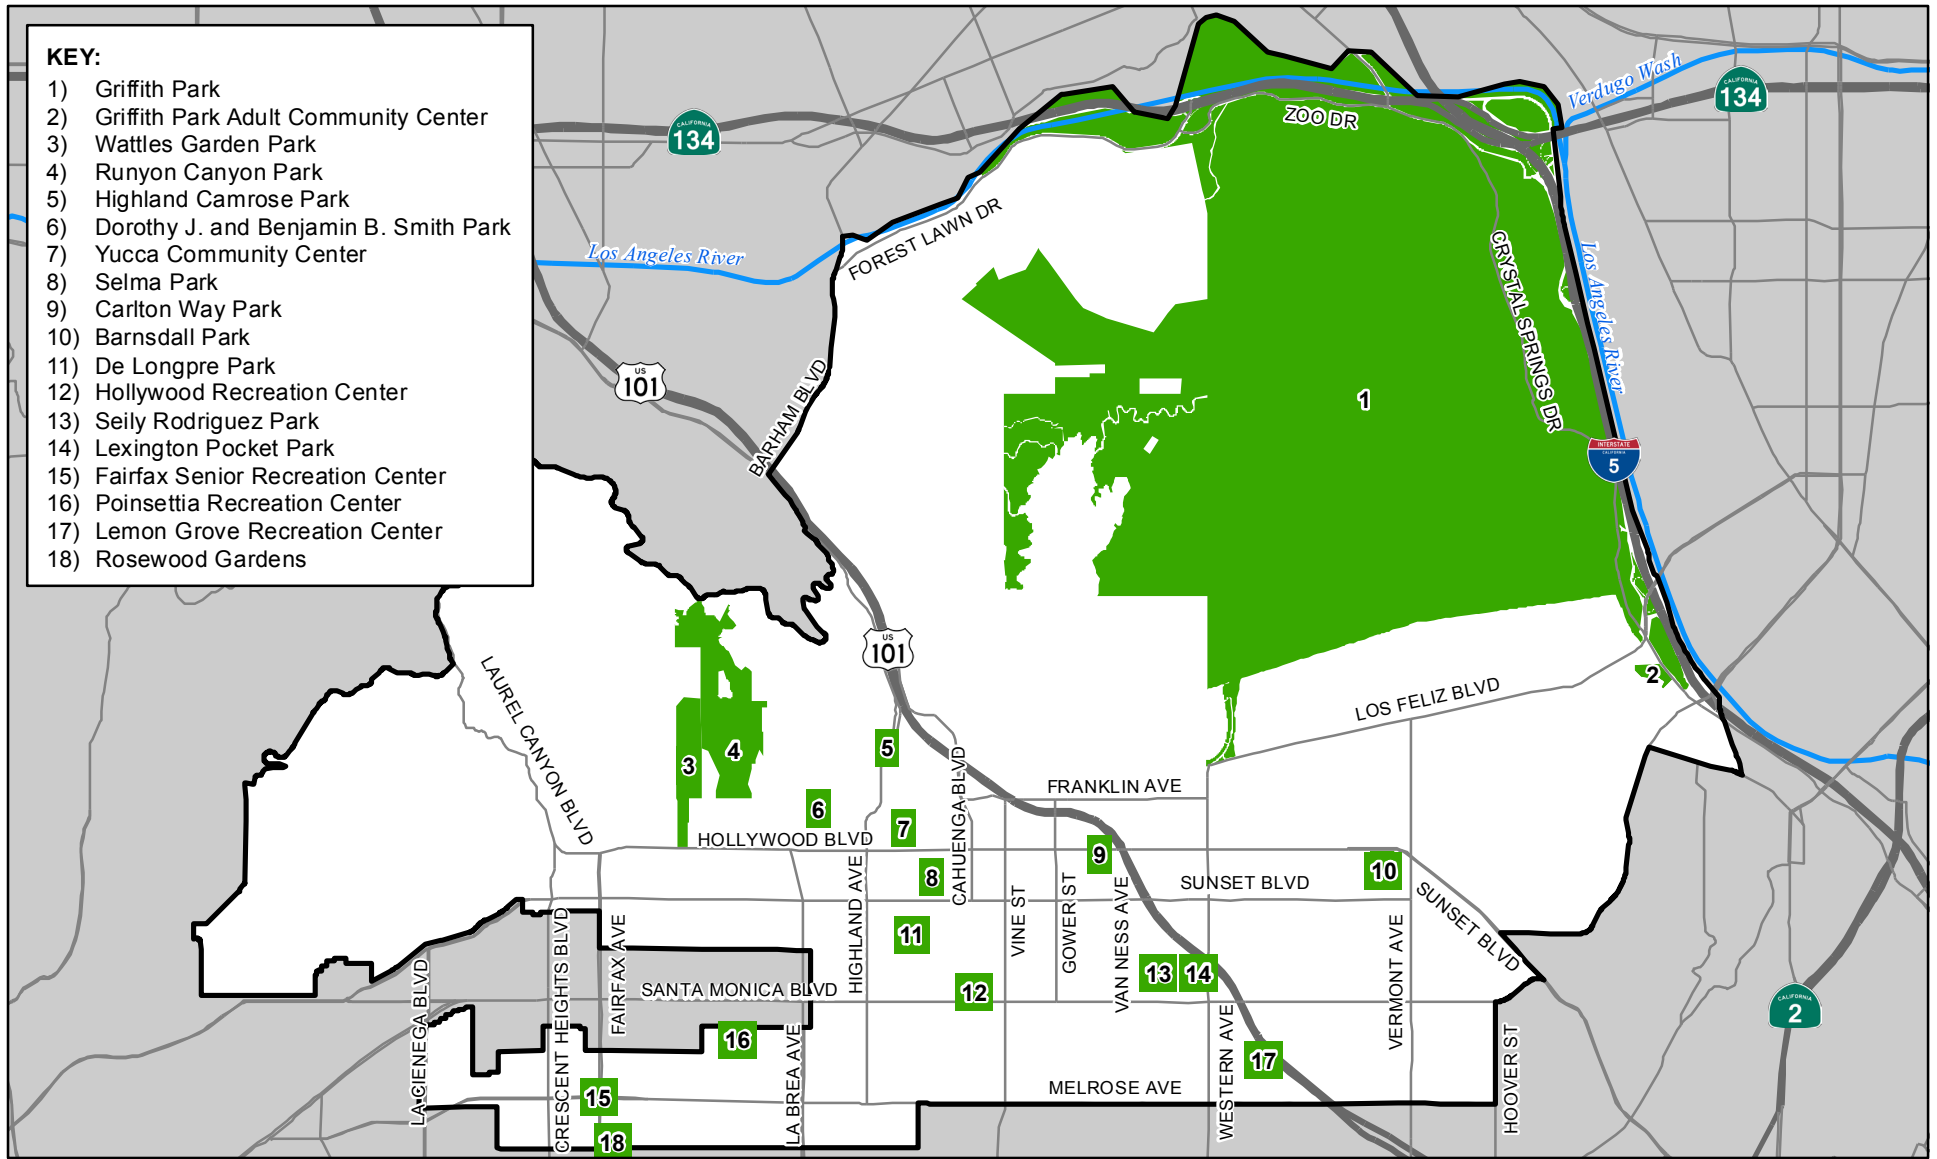 KEY:
1) Griffith Park
2) Griffith Park Adult Community Center
3) Wattles Garden Park
4) Runyon Canyon Park
5) Highland Camrose Park
6) Dorothy J. and Benjamin B. Smith Park
7) Yucca Community Center
8) Selma Park
9) Carlton Way Park
10) Barnsdall Park
11) De Longpre Park
12) Hollywood Recreation Center
13) Seily Rodriguez Park
14) Lexington Pocket Park
15) Fairfax Senior Recreation Center
16) Poinsettia Recreation Center
17) Lemon Grove Recreation Center
18) Rosewood Gardens
CALIFORNIA
134
Verdugo Wash
CALIFORNIA
134
ZOO DR
Los Angeles River
FOREST LAWN DR
CRYSTAL SPRINGS DR
Los Angeles River
US
101
BARHAM BLVD
1
INTERSTATE
CALIFORNIA
5
US
101
2
LAUREL CANYON BLVD
LOS FELIZ BLVD
3
4
5
6
7
CAHUENGA BLVD
FRANKLIN AVE
HOLLYWOOD BLVD
8
9
10
SUNSET BLVD
SUNSET BLVD
11
HIGHLAND AVE
VINE ST
GOWER ST
VAN NESS AVE
VERMONT AVE
12
13
14
SANTA MONICA BLVD
LA CIENEGA BLVD
CRESCENT HEIGHTS BLVD
FAIRFAX AVE
CALIFORNIA
2
16
LA BREA AVE
17
WESTERN AVE
HOOVER ST
MELROSE AVE
15
18